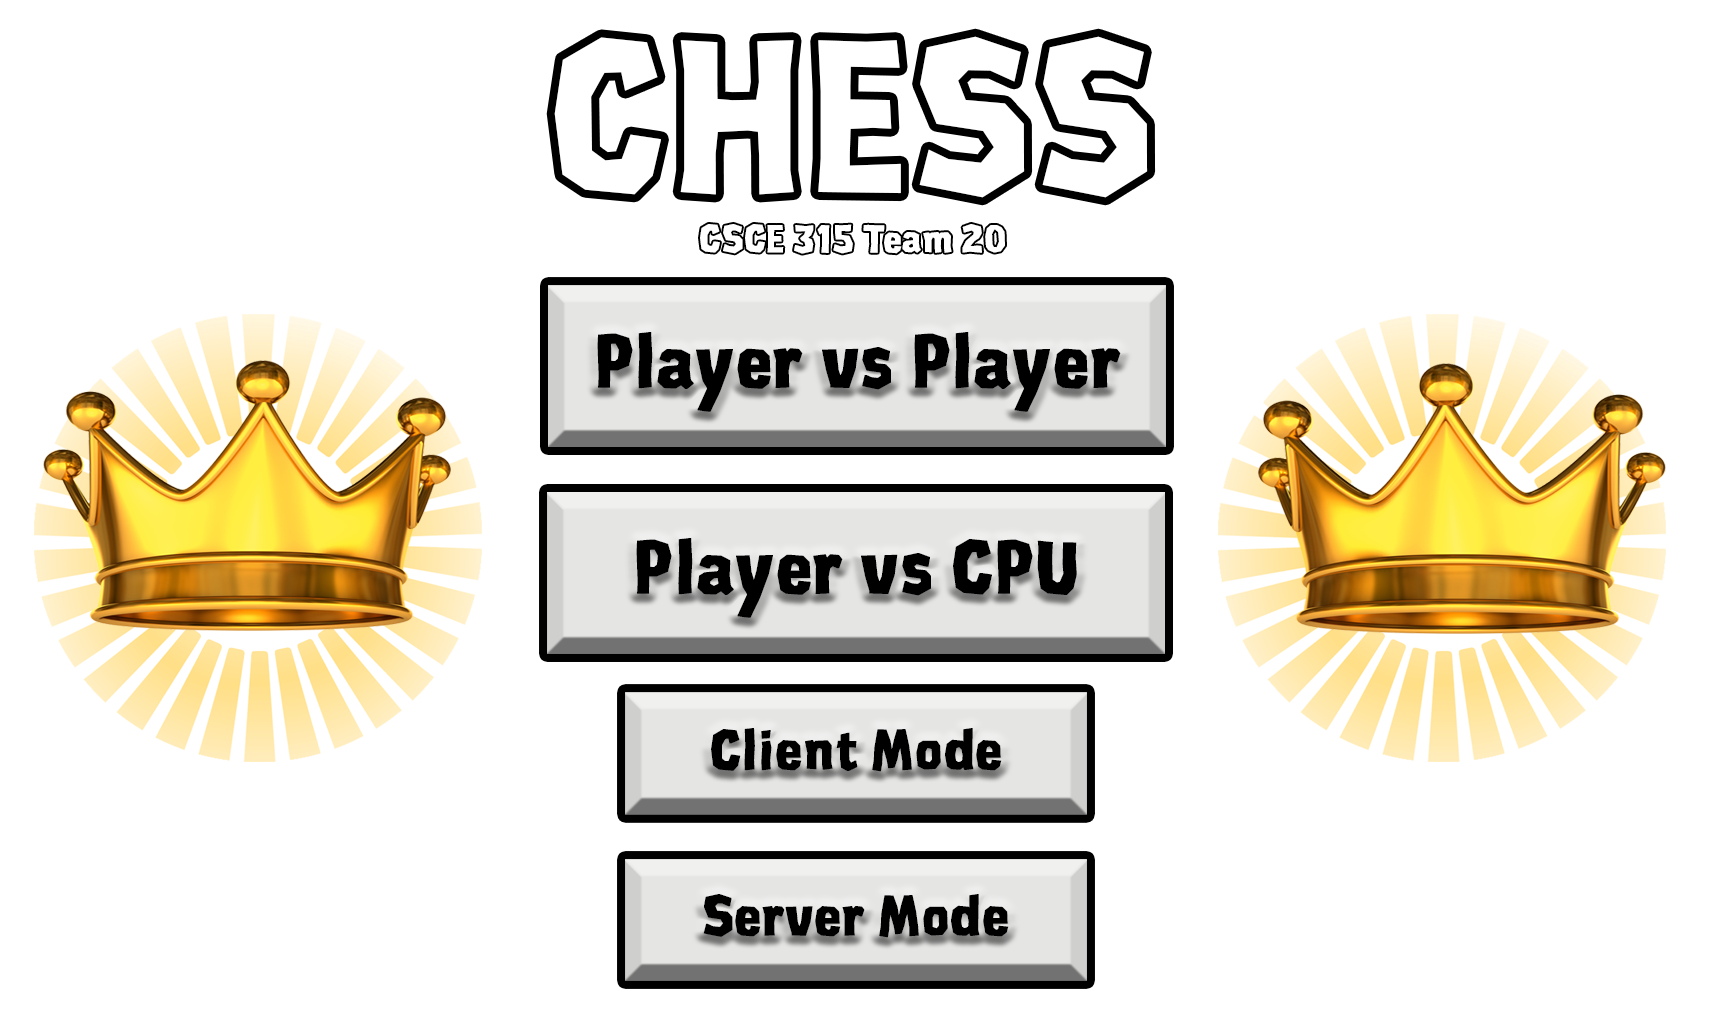 CHESS
CSCE 315 Team 20
Player vs Player
Player vs CPU
Client Mode
Server Mode